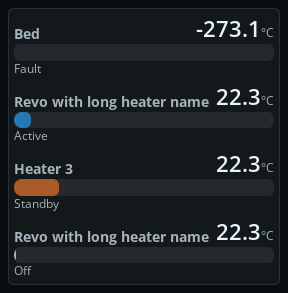 Bed -273.1°C
Fault
Revo with long heater name 22.3°C
Active
Heater 3 22.3°C
Standby
Revo with long heater name 22.3°C
Off